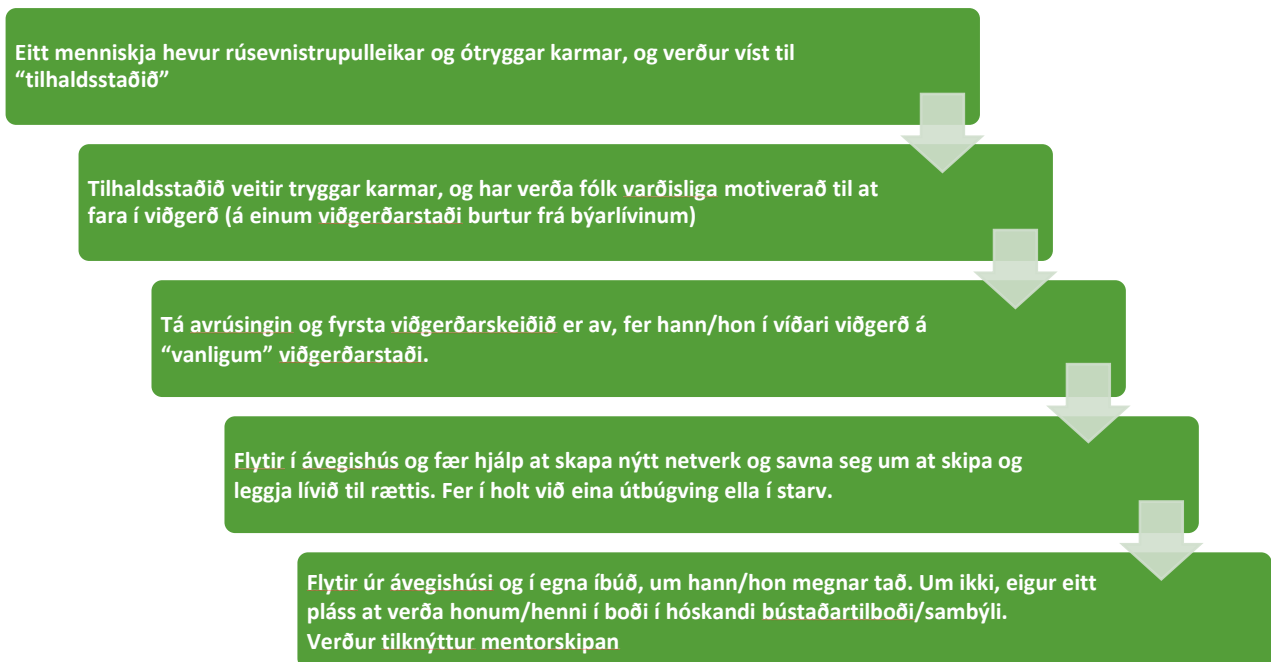 Eitt menniskja hevur rúsevnistrupulleikar og ótryggar karmar, og verður víst til
“tilhaldsstaðið”
Tilhaldsstaðið veitir tryggar karmar, og har verða fólk varðisliga motiverað til at
fara í viðgerð (á einum viðgerðarstaði burtur frá býarlívinum)
Tá avrúsingin og fyrsta viðgerðarskeiðið er av, fer hann/hon í víðari viðgerð á
“vanligum” viðgerðarstaði.
Flytir í ávegishús og fær hjálp at skapa nýtt netverk og savna seg um at skipa og
leggja lívið til rættis. Fer í holt við eina útbúgving ella í starv.
Flytir úr ávegishúsi og í egna íbúð, um hann/hon megnar tað. Um ikki, eigur eitt
pláss at verða honum/henni í boði í hóskandi bústaðartilboði/sambýli.
Verður tilknýttur mentorskipan